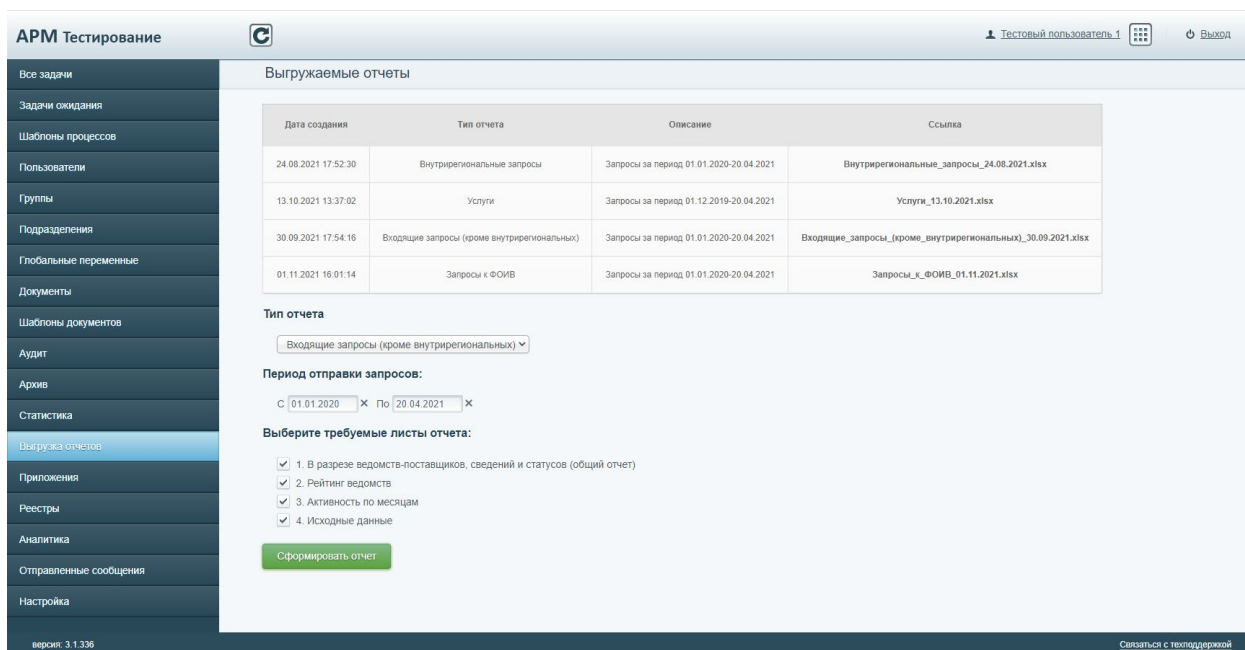 АРМ Тестирование
Тестовый пользователь 1
Выход
Все задачи
Задачи ожидания
Шаблоны процессов
Пользователи
Группы
Подразделения
Глобальные переменные
Документы
Шаблоны документов
Аудит
Архив
Статистика
Выгрузка отчетов
Приложения
Реестры
Аналитика
Отправленные сообщения
Настройка
Выгружаемые отчеты
Дата создания Тип отчета Описание Ссылка
24.08.2021 17:52:30 Внутрирегиональные запросы Запросы за период 01.01.2020-20.04.2021 Внутрирегиональные_запросы_24.08.2021.xlsx
13.10.2021 13:37:02 Услуги Запросы за период 01.12.2019-20.04.2021 Услуги_13.10.2021.xlsx
30.09.2021 17:54:16 Входящие запросы (кроме внутрирегиональных) Запросы за период 01.01.2020-20.04.2021 Входящие_запросы_(кроме_внутрирегиональных)_30.09.2021.xlsx
01.11.2021 16:01:14 Запросы к ФОИВ Запросы за период 01.01.2020-20.04.2021 Запросы_к_ФОИВ_01.11.2021.xlsx
Тип отчета
Входящие запросы (кроме внутрирегиональных)
Период отправки запросов:
С 01.01.2020 По 20.04.2021
Выберите требуемые листы отчета:
1. В разрезе ведомств-поставщиков, сведений и статусов (общий отчет)
2. Рейтинг ведомств
3. Активность по месяцам
4. Исходные данные
Сформировать отчет
версия: 3.1.336
Связаться с техподдержкой